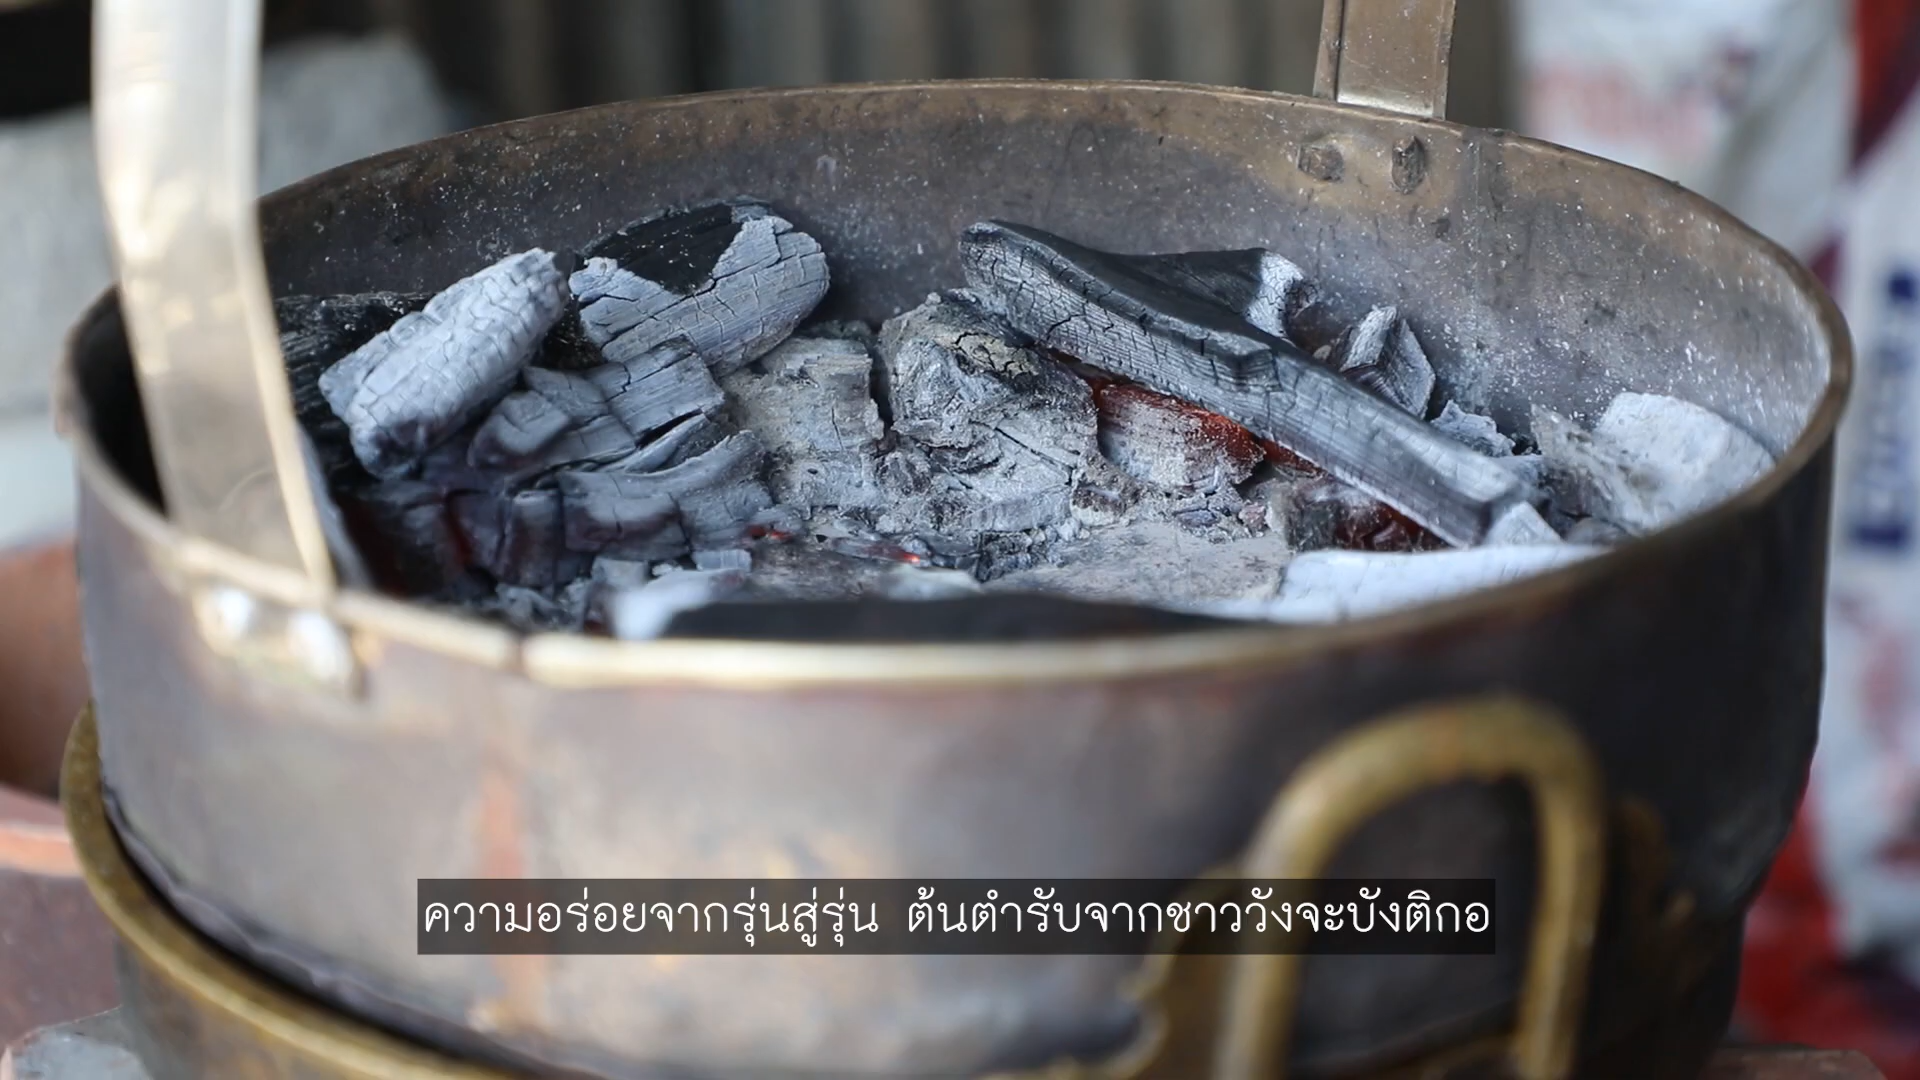 ความอร่อยจากรุ่นสู่รุ่น ต้นตำรับจากชาววังจะบังติกอ